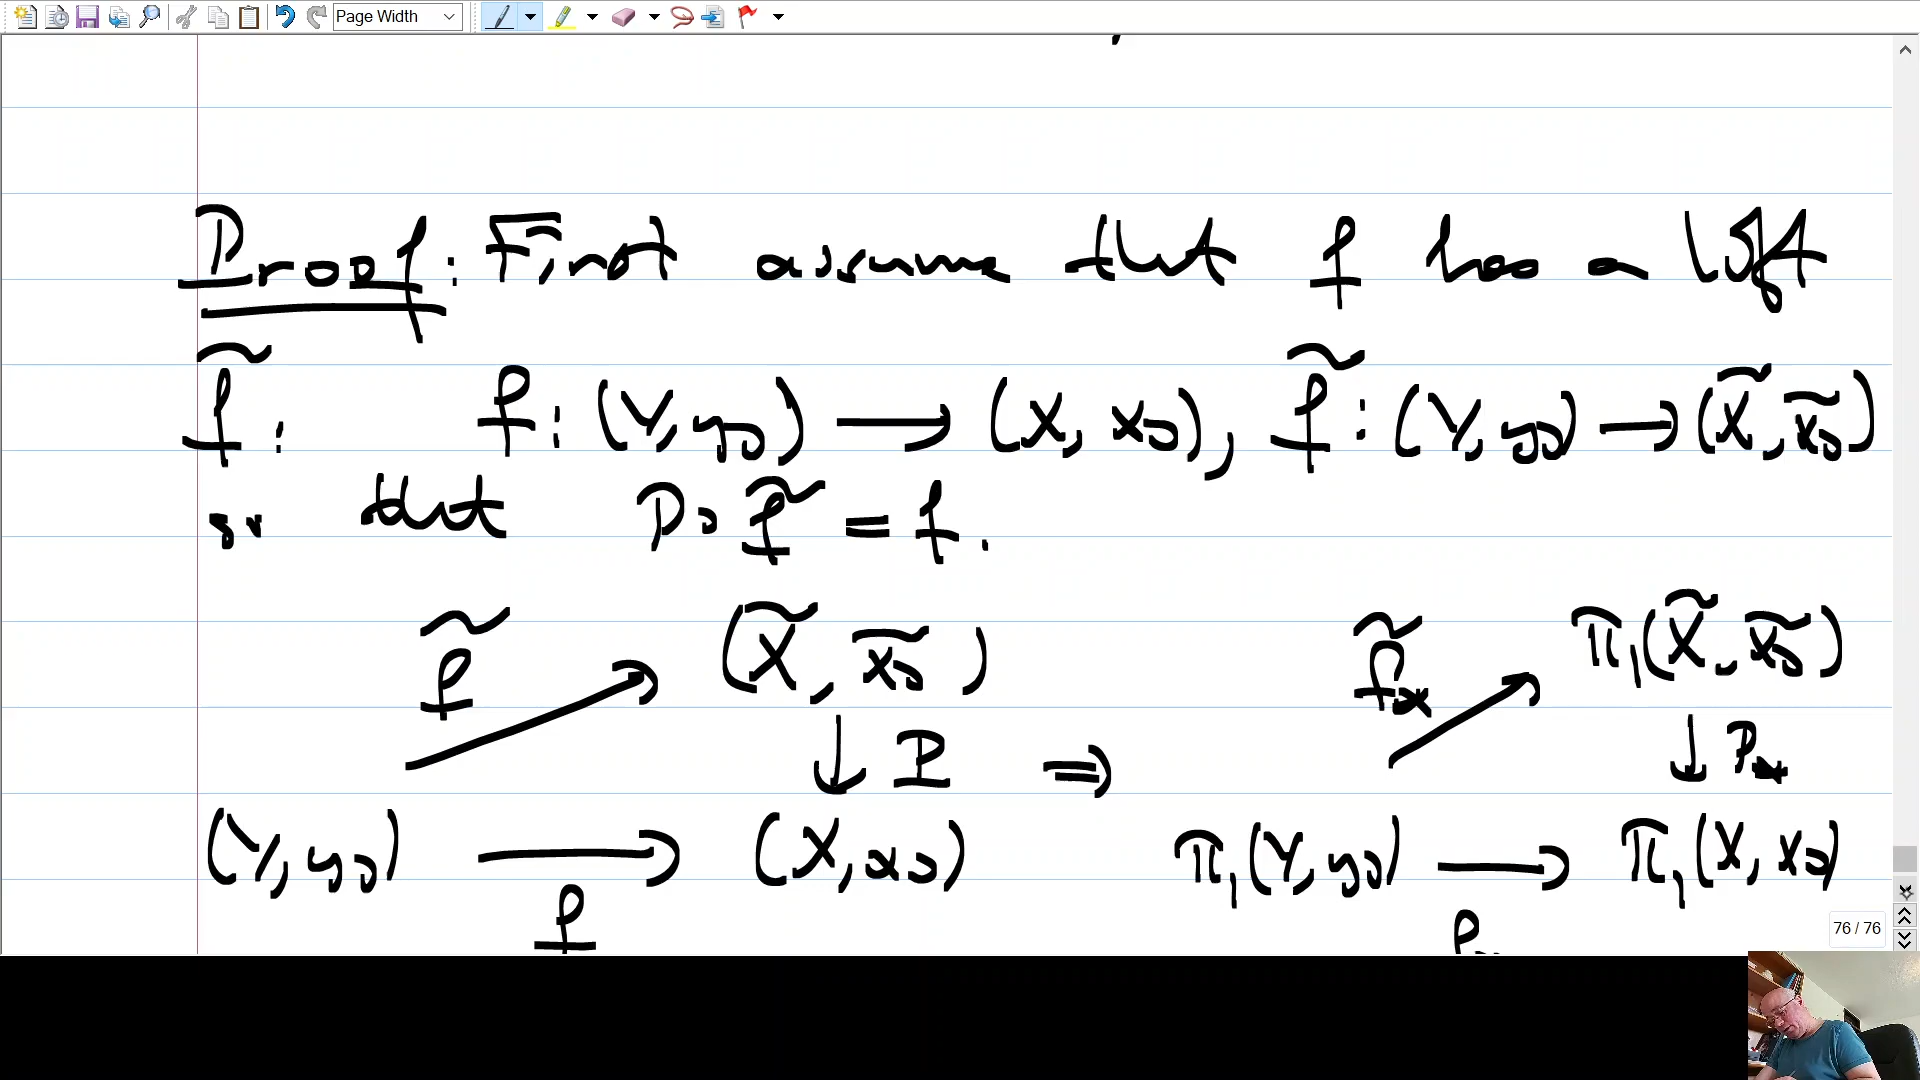 Page Width
Proof: First assume that f has a lift
f̃: f: (Y, y₀) → (X, x₀), f̃: (Y, y₀) → (X̃, x̃₀)
so that p∘f̃ = f.
f̃ (X̃, x̃₀) f̃_* π₁(X̃, x̃₀)
↓ p ⇒ ↓ p_*
(Y, y₀) → (X, x₀) π₁(Y, y₀) → π₁(X, x₀)
f
76 / 76